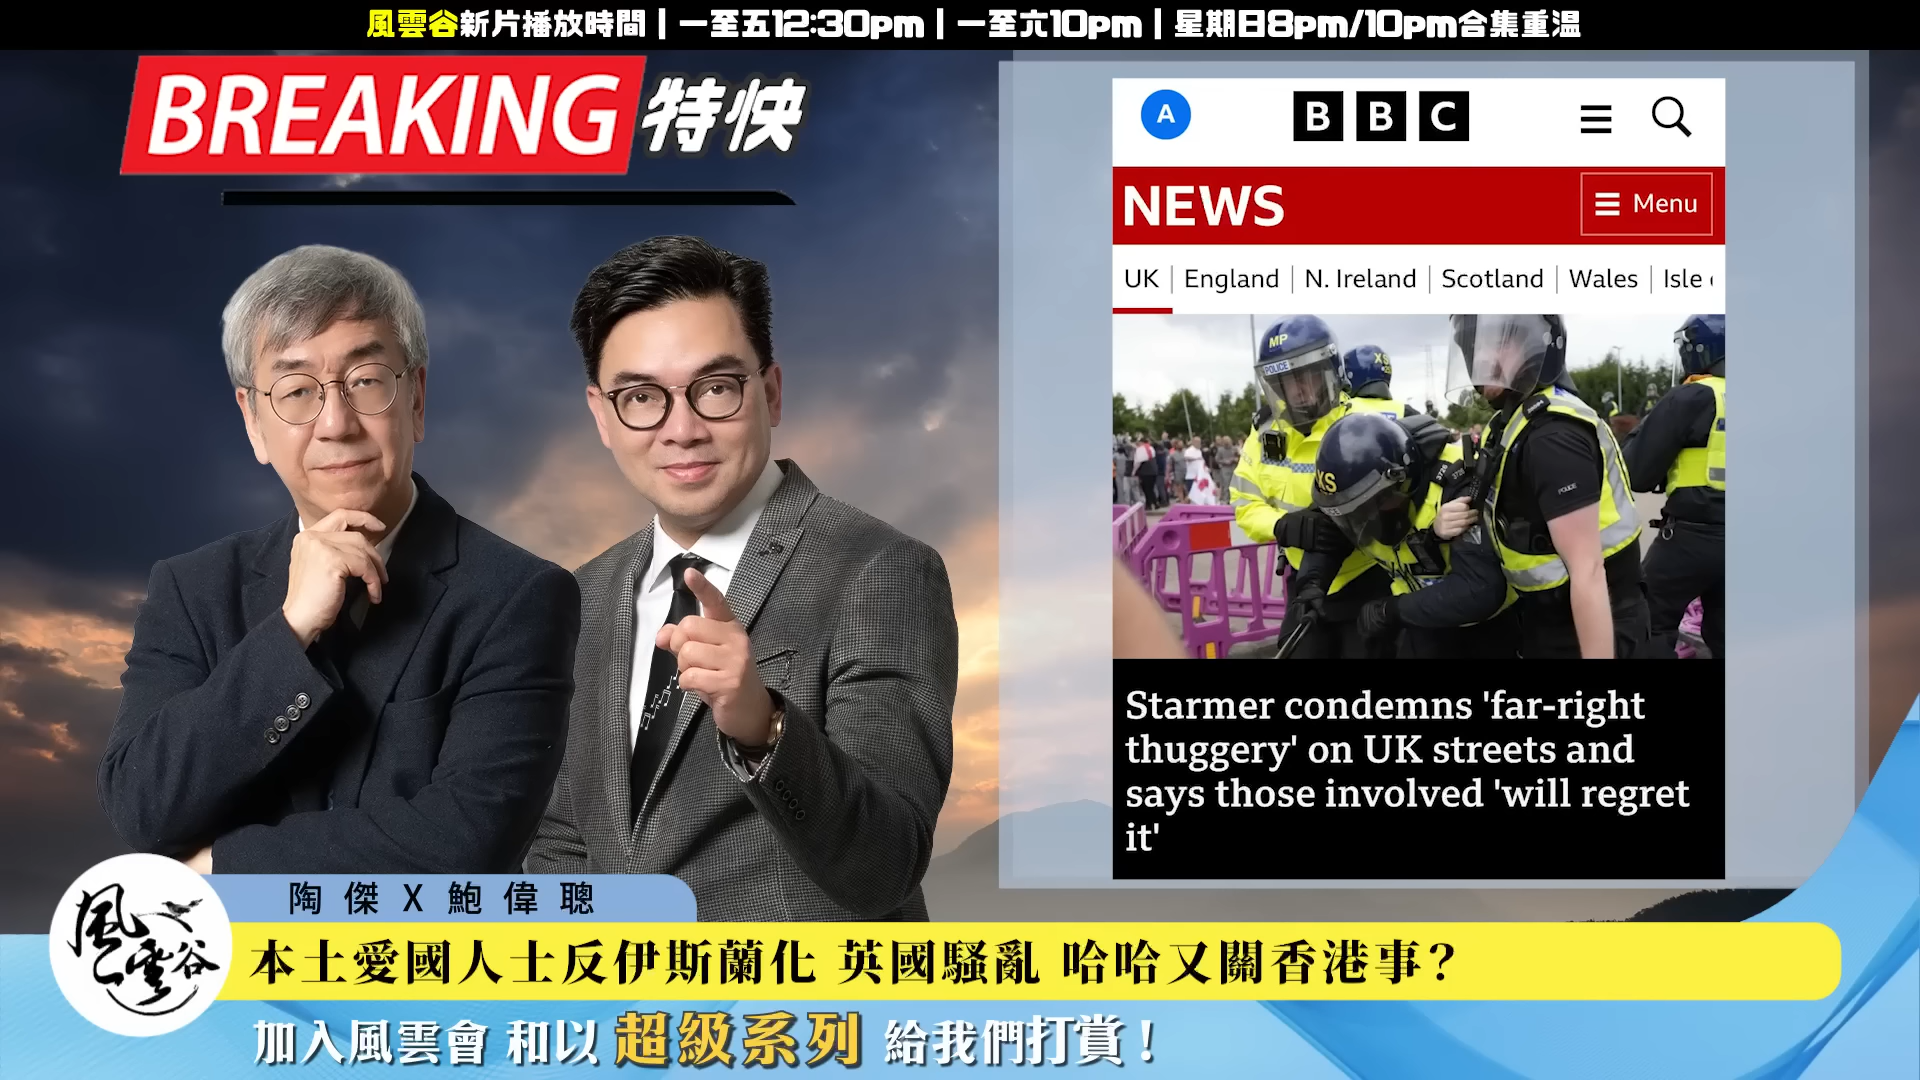 風雲谷新片播放時間 | 一至五12:30pm | 一至六10pm | 星期日8pm/10pm合集重溫
BREAKING 特快
A
BBC
NEWS
Menu
UK | England | N. Ireland | Scotland | Wales | Isle
MP
POLICE
XS
XS
POLICE
Starmer condemns 'far-right
thuggery' on UK streets and
says those involved 'will regret
it'
陶傑 X 鮑偉聰
風雲谷
本土愛國人士反伊斯蘭化 英國騷亂 哈哈又關香港事？
加入風雲會 和以 超級系列 給我們打賞！